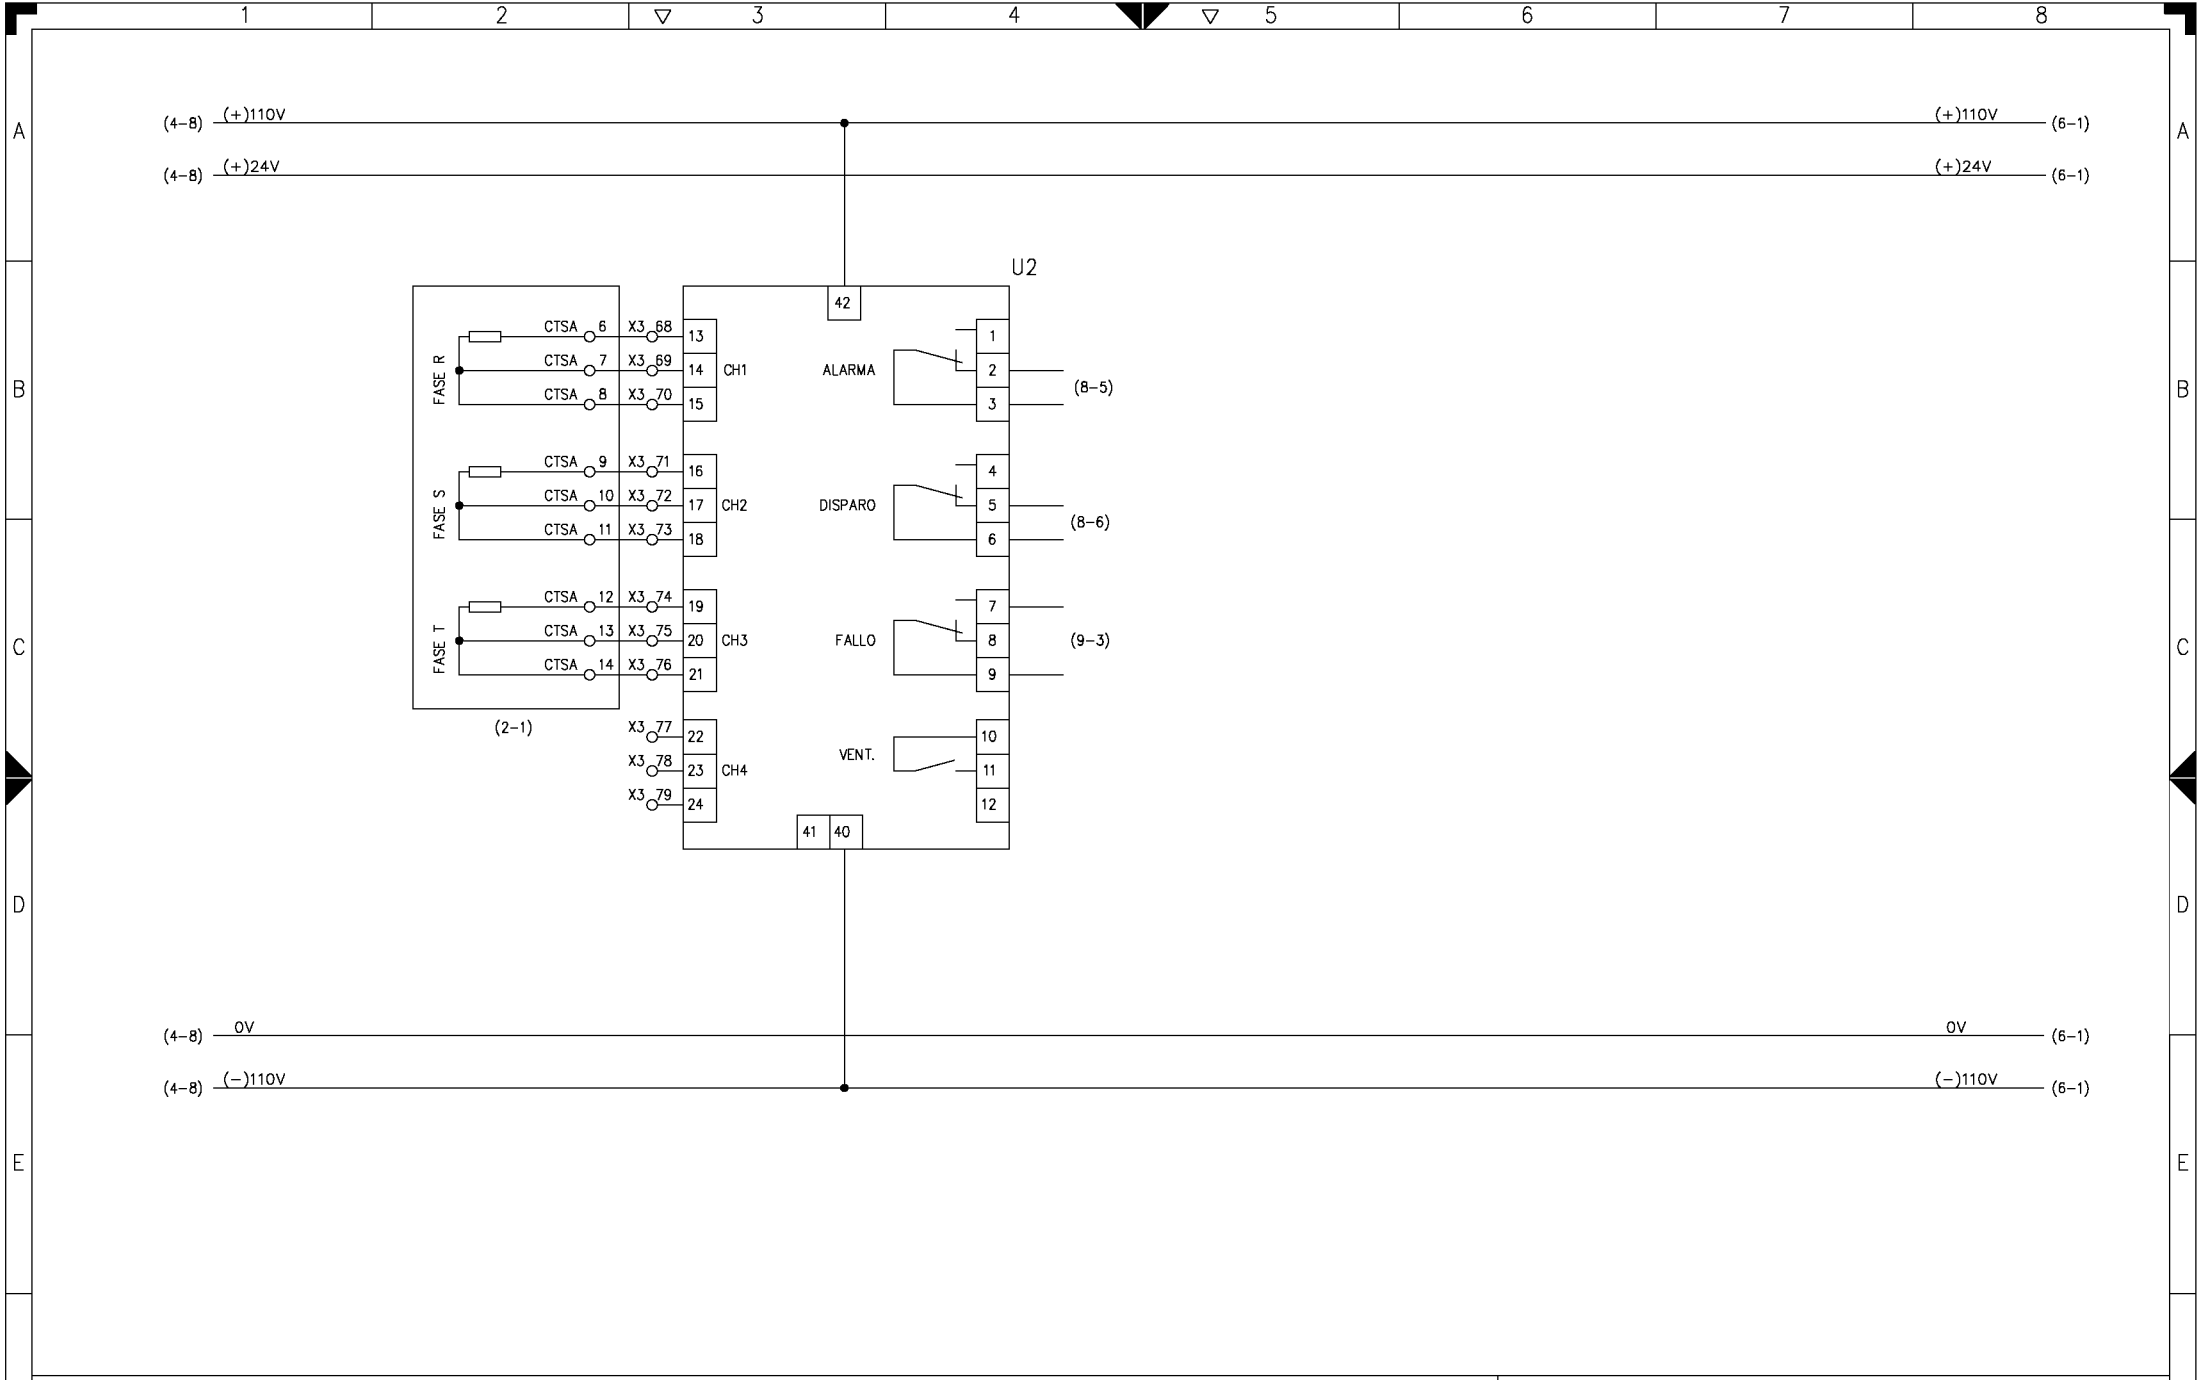 1 2 3 4 5 6 7 8
A (4-8) (+)110V (+)110V (6-1) A
(4-8) (+)24V (+)24V (6-1)
U2
42
CTSA 6 X3 68 13 1
FASE R CTSA 7 X3 69 14 CH1 ALARMA 2
B (8-5) B
CTSA 8 X3 70 15 3
CTSA 9 X3 71 16 4
FASE S CTSA 10 X3 72 17 CH2 DISPARO 5
(8-6)
CTSA 11 X3 73 18 6
CTSA 12 X3 74 19 7
C FASE T CTSA 13 X3 75 20 CH3 FALLO 8 (9-3) C
CTSA 14 X3 76 21 9
(2-1)
X3 77 22 10
VENT.
X3 78 23 CH4 11
X3 79 24 12
41 40
D D
(4-8) 0V 0V (6-1)
(4-8) (-)110V (-)110V (6-1)
E E